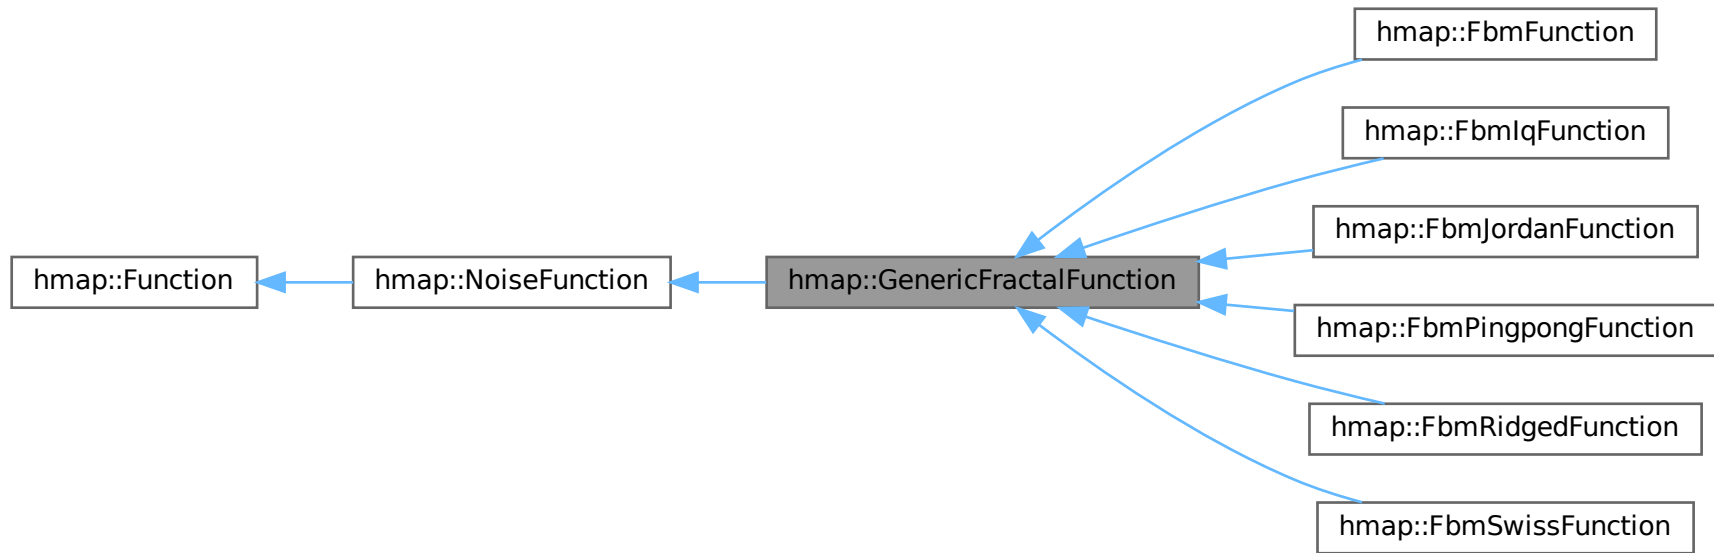 hmap::FbmFunction
hmap::FbmIqFunction
hmap::FbmJordanFunction
hmap::Function
hmap::NoiseFunction
hmap::GenericFractalFunction
hmap::FbmPingpongFunction
hmap::FbmRidgedFunction
hmap::FbmSwissFunction